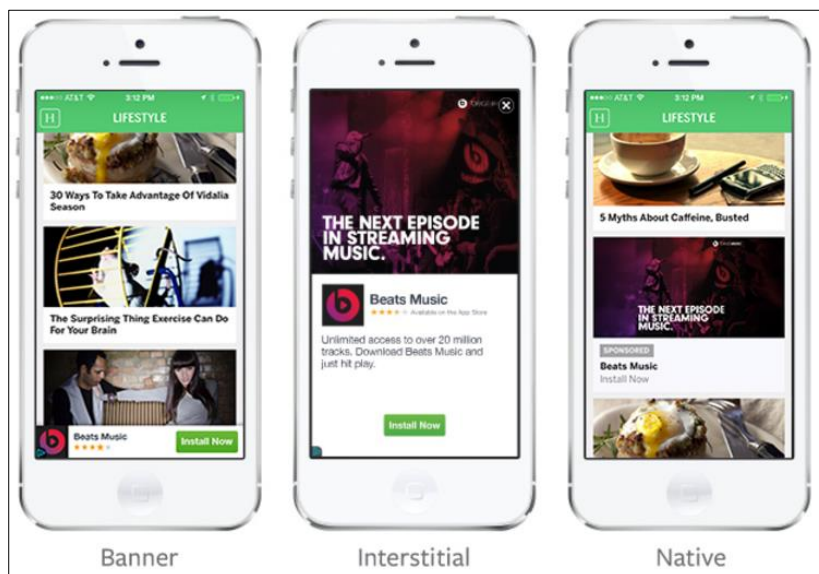 AT&T 3:12 PM
H LIFESTYLE
30 Ways To Take Advantage Of Vidalia
Season
The Surprising Thing Exercise Can Do
For Your Brain
Beats Music
Install Now
Banner
THE NEXT EPISODE
IN STREAMING
MUSIC.
Beats Music
Available on the App Store
Unlimited access to over 20 million
tracks. Download Beats Music and
just hit play.
Install Now
Interstitial
AT&T 3:12 PM
H LIFESTYLE
5 Myths About Caffeine, Busted
THE NEXT EPISODE
IN STREAMING
MUSIC.
SPONSORED
Beats Music
Install Now
Native